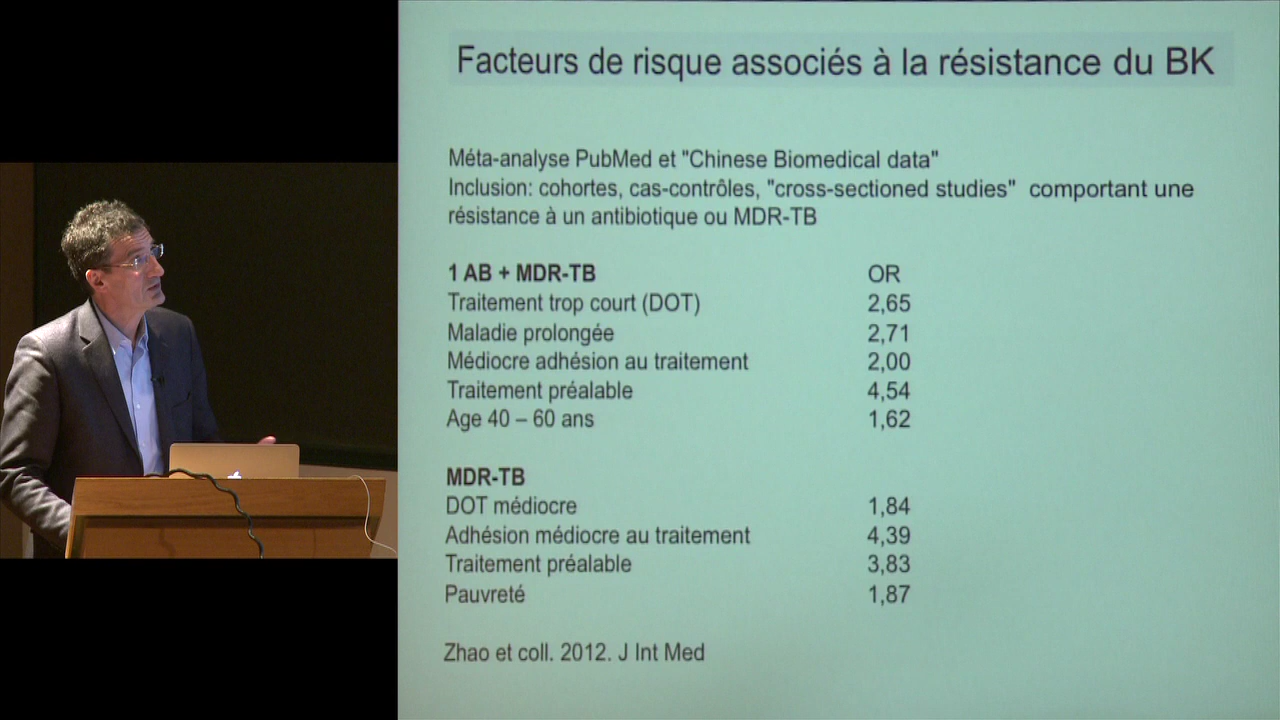 Facteurs de risque associés à la résistance du BK
Méta-analyse PubMed et "Chinese Biomedical data"
Inclusion: cohortes, cas-contrôles, "cross-sectioned studies" comportant une
résistance à un antibiotique ou MDR-TB
1 AB + MDR-TB OR
Traitement trop court (DOT) 2,65
Maladie prolongée 2,71
Médiocre adhésion au traitement 2,00
Traitement préalable 4,54
Age 40 – 60 ans 1,62
MDR-TB
DOT médiocre 1,84
Adhésion médiocre au traitement 4,39
Traitement préalable 3,83
Pauvreté 1,87
Zhao et coll. 2012. J Int Med